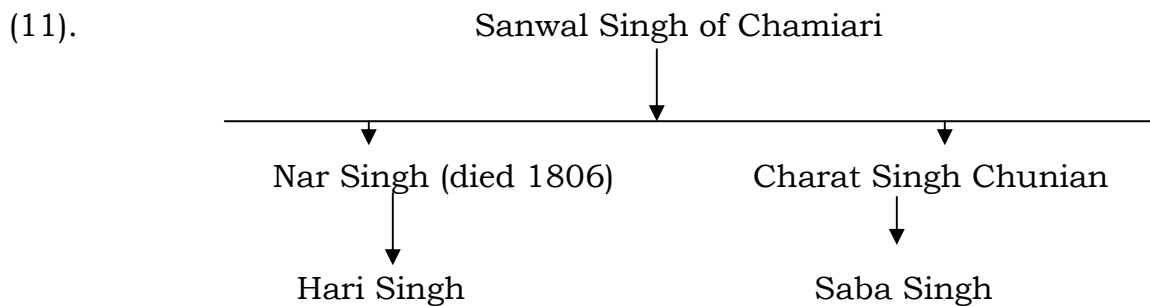 (11). Sanwal Singh of Chamiari
Nar Singh (died 1806) Charat Singh Chunian
Hari Singh Saba Singh